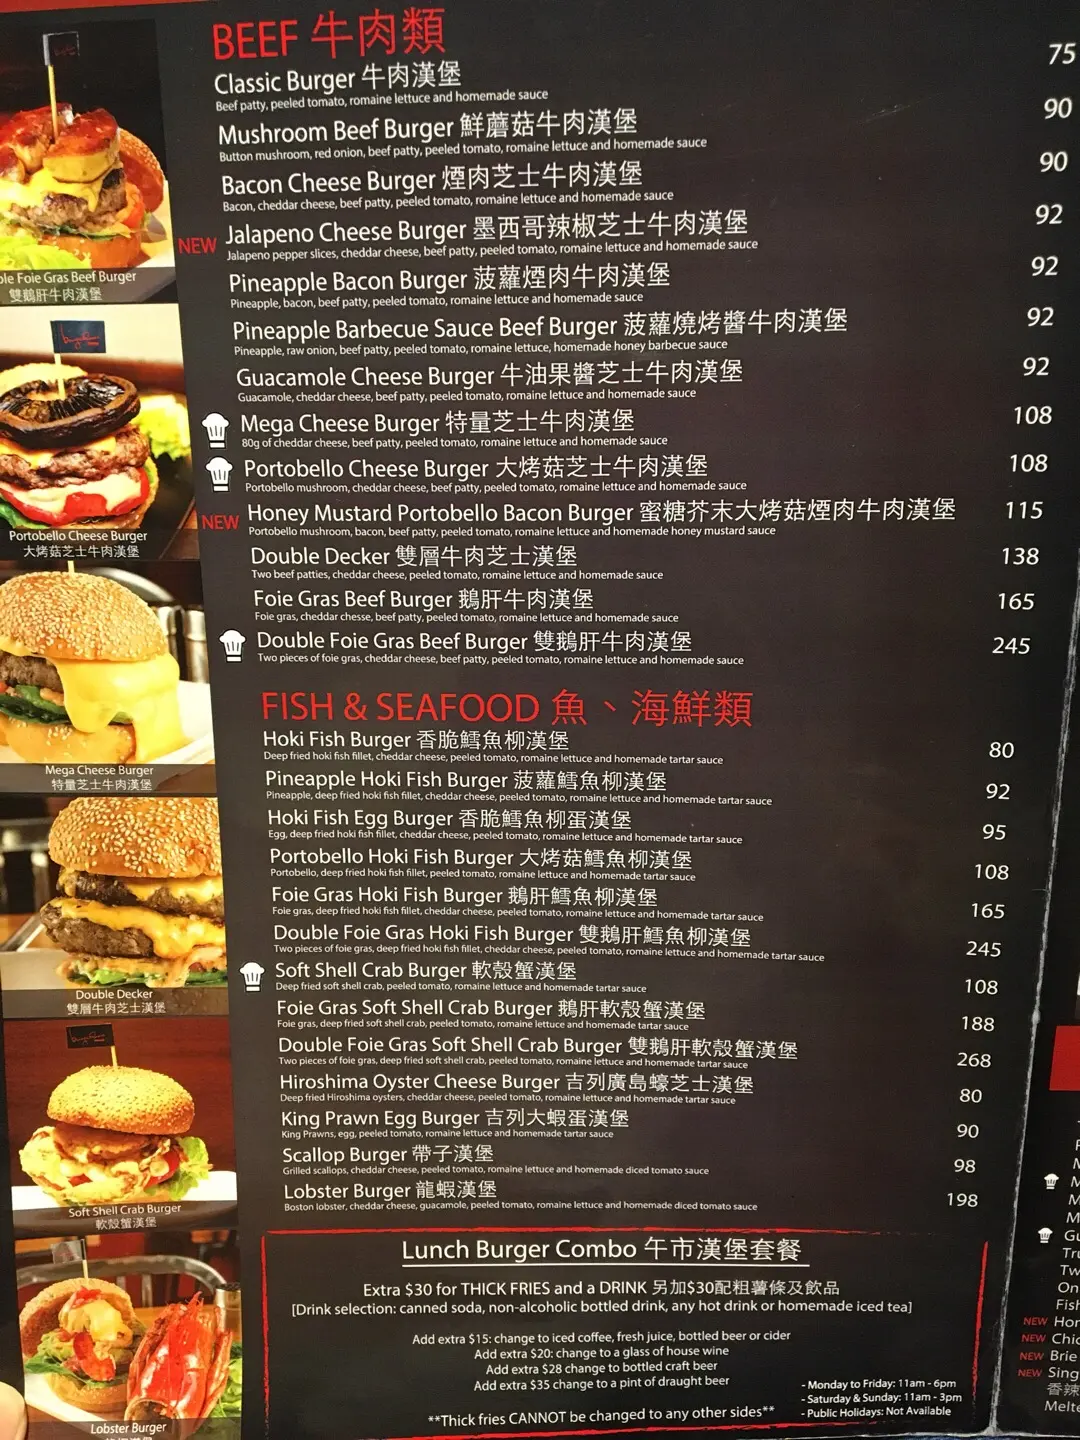 BEEF 牛肉類
Classic Burger 牛肉漢堡 75
Beef patty, peeled tomato, romaine lettuce and homemade sauce
Mushroom Beef Burger 鮮蘑菇牛肉漢堡 90
Button mushroom, red onion, beef patty, peeled tomato, romaine lettuce and homemade sauce
Bacon Cheese Burger 煙肉芝士牛肉漢堡 90
Bacon, cheddar cheese, beef patty, peeled tomato, romaine lettuce and homemade sauce
NEW Jalapeno Cheese Burger 墨西哥辣椒芝士牛肉漢堡 92
Jalapeno pepper slices, cheddar cheese, beef patty, peeled tomato, romaine lettuce and homemade sauce
Pineapple Bacon Burger 菠蘿煙肉牛肉漢堡 92
Pineapple, bacon, beef patty, peeled tomato, romaine lettuce and homemade sauce
Pineapple Barbecue Sauce Beef Burger 菠蘿燒烤醬牛肉漢堡 92
Pineapple, raw onion, beef patty, peeled tomato, romaine lettuce, homemade honey barbecue sauce
Guacamole Cheese Burger 牛油果醬芝士牛肉漢堡 92
Guacamole, cheddar cheese, beef patty, peeled tomato, romaine lettuce and homemade sauce
Mega Cheese Burger 特量芝士牛肉漢堡 108
80g of cheddar cheese, beef patty, peeled tomato, romaine lettuce and homemade sauce
Portobello Cheese Burger 大烤菇芝士牛肉漢堡 108
Portobello mushroom, cheddar cheese, beef patty, peeled tomato, romaine lettuce and homemade sauce
NEW Honey Mustard Portobello Bacon Burger 蜜糖芥末大烤菇煙肉牛肉漢堡 115
Portobello mushroom, bacon, beef patty, peeled tomato, romaine lettuce and homemade honey mustard sauce
Double Decker 雙層牛肉芝士漢堡 138
Two beef patties, cheddar cheese, peeled tomato, romaine lettuce and homemade sauce
Foie Gras Beef Burger 鵝肝牛肉漢堡 165
Foie gras, cheddar chesse, beef patty, peeled tomato, romaine lettuce and homemade sauce
Double Foie Gras Beef Burger 雙鵝肝牛肉漢堡 245
Two pieces of foie gras, cheddar cheese, beef patty, peeled tomato, romaine lettuce and homemade sauce
FISH & SEAFOOD 魚、海鮮類
Hoki Fish Burger 香脆鱈魚柳漢堡 80
Deep fried hoki fish fillet, cheddar cheese, peeled tomato, romaine lettuce and homemade tartar sauce
Pineapple Hoki Fish Burger 菠蘿鱈魚柳漢堡 92
Pineapple, deep fried hoki fish fillet, cheddar cheese, peeled tomato, romaine lettuce and homemade tartar sauce
Hoki Fish Egg Burger 香脆鱈魚柳蛋漢堡 95
Egg, deep fried hoki fish fillet, cheddar cheese, peeled tomato, romaine lettuce and homemade tartar sauce
Portobello Hoki Fish Burger 大烤菇鱈魚柳漢堡 108
Portobello, deep fried hoki fish fillet, peeled tomato, romaine lettuce and homemade tartar sauce
Foie Gras Hoki Fish Burger 鵝肝鱈魚柳漢堡 165
Foie gras, deep fried hoki fish fillet, cheddar cheese, peeled tomato, romaine lettuce and homemade tartar sauce
Double Foie Gras Hoki Fish Burger 雙鵝肝鱈魚柳漢堡 245
Two pieces of foie gras, deep fried hoki fish fillet, cheddar cheese, peeled tomato, romaine lettuce and homemade tartar sauce
Soft Shell Crab Burger 軟殼蟹漢堡 108
Deep fried soft shell crab, peeled tomato, romaine lettuce and homemade tartar sauce
Foie Gras Soft Shell Crab Burger 鵝肝軟殼蟹漢堡 188
Foie gras, deep fried soft shell crab, peeled tomato, romaine lettuce and homemade tartar sauce
Double Foie Gras Soft Shell Crab Burger 雙鵝肝軟殼蟹漢堡 268
Two pieces of foie gras, deep fried soft shell crab, peeled tomato, romaine lettuce and homemade tartar sauce
Hiroshima Oyster Cheese Burger 吉列廣島蠔芝士漢堡 80
Deep fried Hiroshima oysters, cheddar cheese, peeled tomato, romaine lettuce and homemade tartar sauce
King Prawn Egg Burger 吉列大蝦蛋漢堡 90
King Prawns, egg, peeled tomato, romaine lettuce and homemade tartar sauce
Scallop Burger 帶子漢堡 98
Grilled scallops, cheddar cheese, peeled tomato, romaine lettuce and homemade diced tomato sauce
Lobster Burger 龍蝦漢堡 198
Boston lobster, cheddar cheese, guacamole, peeled tomato, romaine lettuce and homemade diced tomato sauce
Lunch Burger Combo 午市漢堡套餐
Extra $30 for THICK FRIES and a DRINK 另加$30配粗薯條及飲品
[Drink selection: canned soda, non-alcoholic bottled drink, any hot drink or homemade iced tea]
Add extra $15: change to iced coffee, fresh juice, bottled beer or cider
Add extra $20: change to a glass of house wine
Add extra $28 change to bottled craft beer
Add extra $35 change to a pint of draught beer
- Monday to Friday: 11am - 6pm
- Saturday & Sunday: 11am - 3pm
- Public Holidays: Not Available
**Thick fries CANNOT be changed to any other sides**
ble Foie Gras Beef Burger
雙鵝肝牛肉漢堡
Portobello Cheese Burger
大烤菇芝士牛肉漢堡
Mega Cheese Burger
特量芝士牛肉漢堡
Double Decker
雙層牛肉芝士漢堡
Soft Shell Crab Burger
軟殼蟹漢堡
Lobster Burger
Gu
Tru
Tw
On
Fish
NEW Hon
NEW Chic
NEW Brie
NEW Sing
香辣
Melte